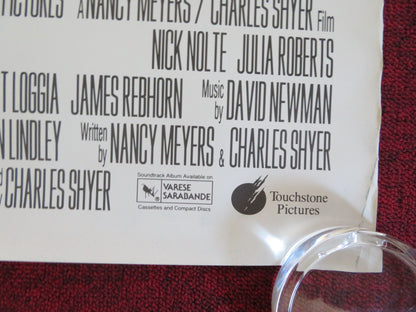 PICTURES A NANCY MEYERS / CHARLES SHYER Film
NICK NOLTE JULIA ROBERTS
T LOGGIA JAMES REBHORN Music by DAVID NEWMAN
N LINDLEY Written by NANCY MEYERS & CHARLES SHYER
CHARLES SHYER
Soundtrack Album Available on
VARESE
SARABANDE
Cassettes and Compact Discs
Touchstone
Pictures